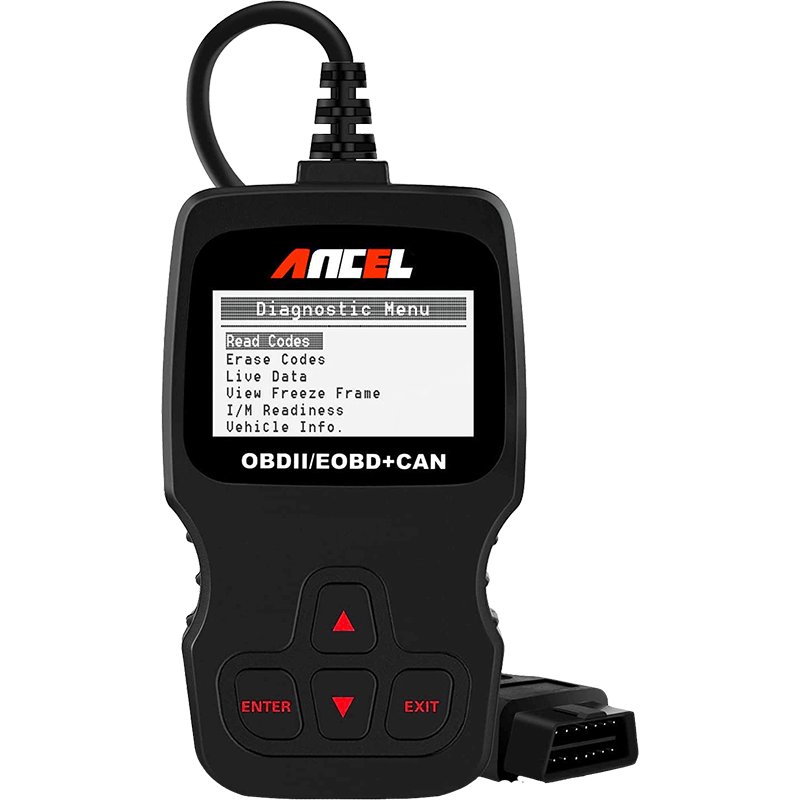 ANCEL
Diagnostic Menu
Read Codes
Erase Codes
Live Data
View Freeze Frame
I/M Readiness
Vehicle Info.
OBDII/EOBD+CAN
ENTER
EXIT